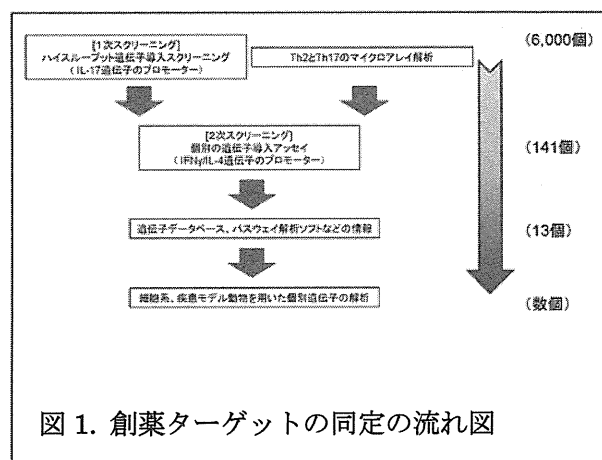 [1次スクリーニング]
ハイスループット遺伝子導入スクリーニング
(IL-17遺伝子のプロモーター)
Th2とTh17のマイクロアレイ解析
(6,000個)
[2次スクリーニング]
個別の遺伝子導入アッセイ
(IFNγ/IL-4遺伝子のプロモーター)
(141個)
遺伝子データベース、パスウェイ解析ソフトなどの情報
(13個)
細胞系、疾患モデル動物を用いた個別遺伝子の解析
(数個)
図 1. 創薬ターゲットの同定の流れ図